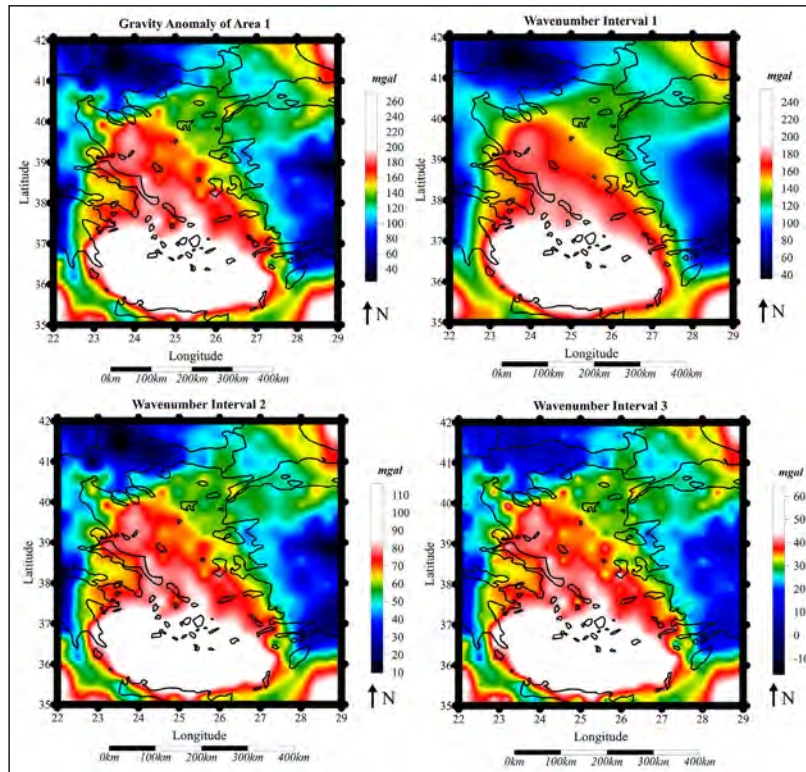 Gravity Anomaly of Area 1
mgal
260
240
220
200
180
160
140
120
100
80
60
40
42
41
40
39
38
37
36
35
Latitude
22 23 24 25 26 27 28 29
Longitude
N
0km 100km 200km 300km 400km
Wavenumber Interval 1
mgal
240
220
200
180
160
140
120
100
80
60
40
42
41
40
39
38
37
36
35
Latitude
22 23 24 25 26 27 28 29
Longitude
N
0km 100km 200km 300km 400km
Wavenumber Interval 2
mgal
110
100
90
80
70
60
50
40
30
20
10
42
41
40
39
38
37
36
35
Latitude
22 23 24 25 26 27 28 29
Longitude
N
0km 100km 200km 300km 400km
Wavenumber Interval 3
mgal
60
50
40
30
20
10
0
-10
42
41
40
39
38
37
36
35
Latitude
22 23 24 25 26 27 28 29
Longitude
N
0km 100km 200km 300km 400km